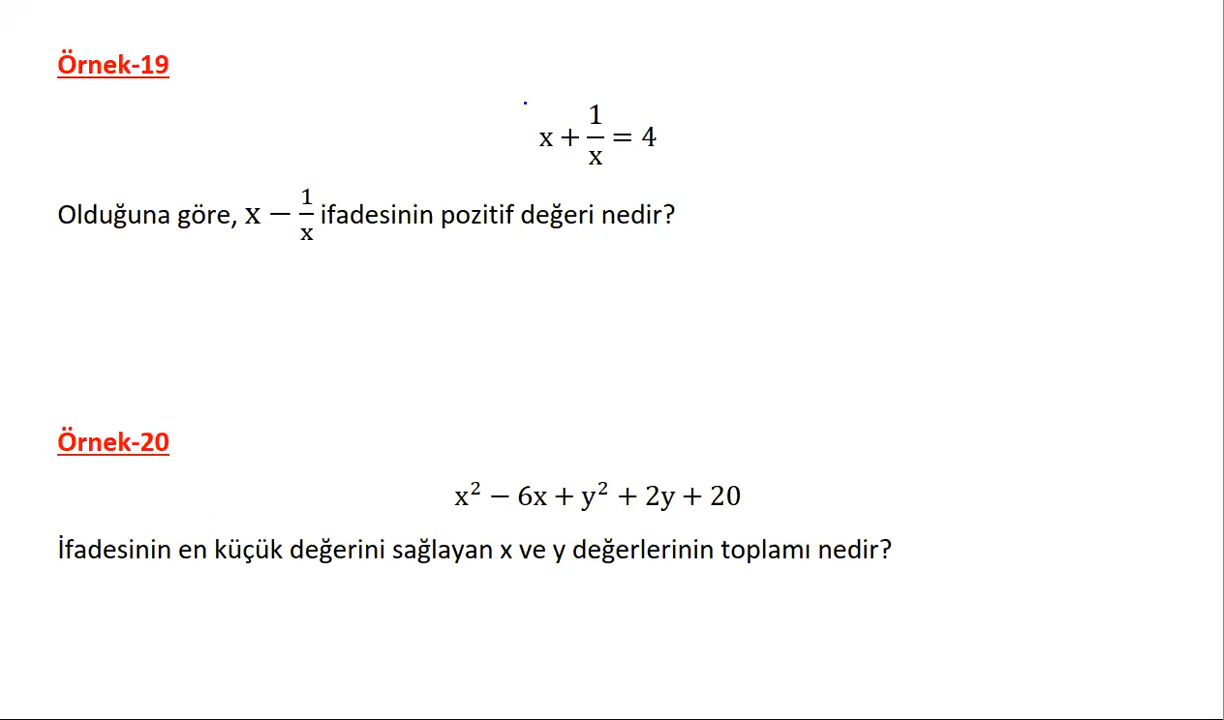 Örnek-19
x + 1/x = 4
Olduğuna göre, x − 1/x ifadesinin pozitif değeri nedir?
Örnek-20
x² − 6x + y² + 2y + 20
İfadesinin en küçük değerini sağlayan x ve y değerlerinin toplamı nedir?